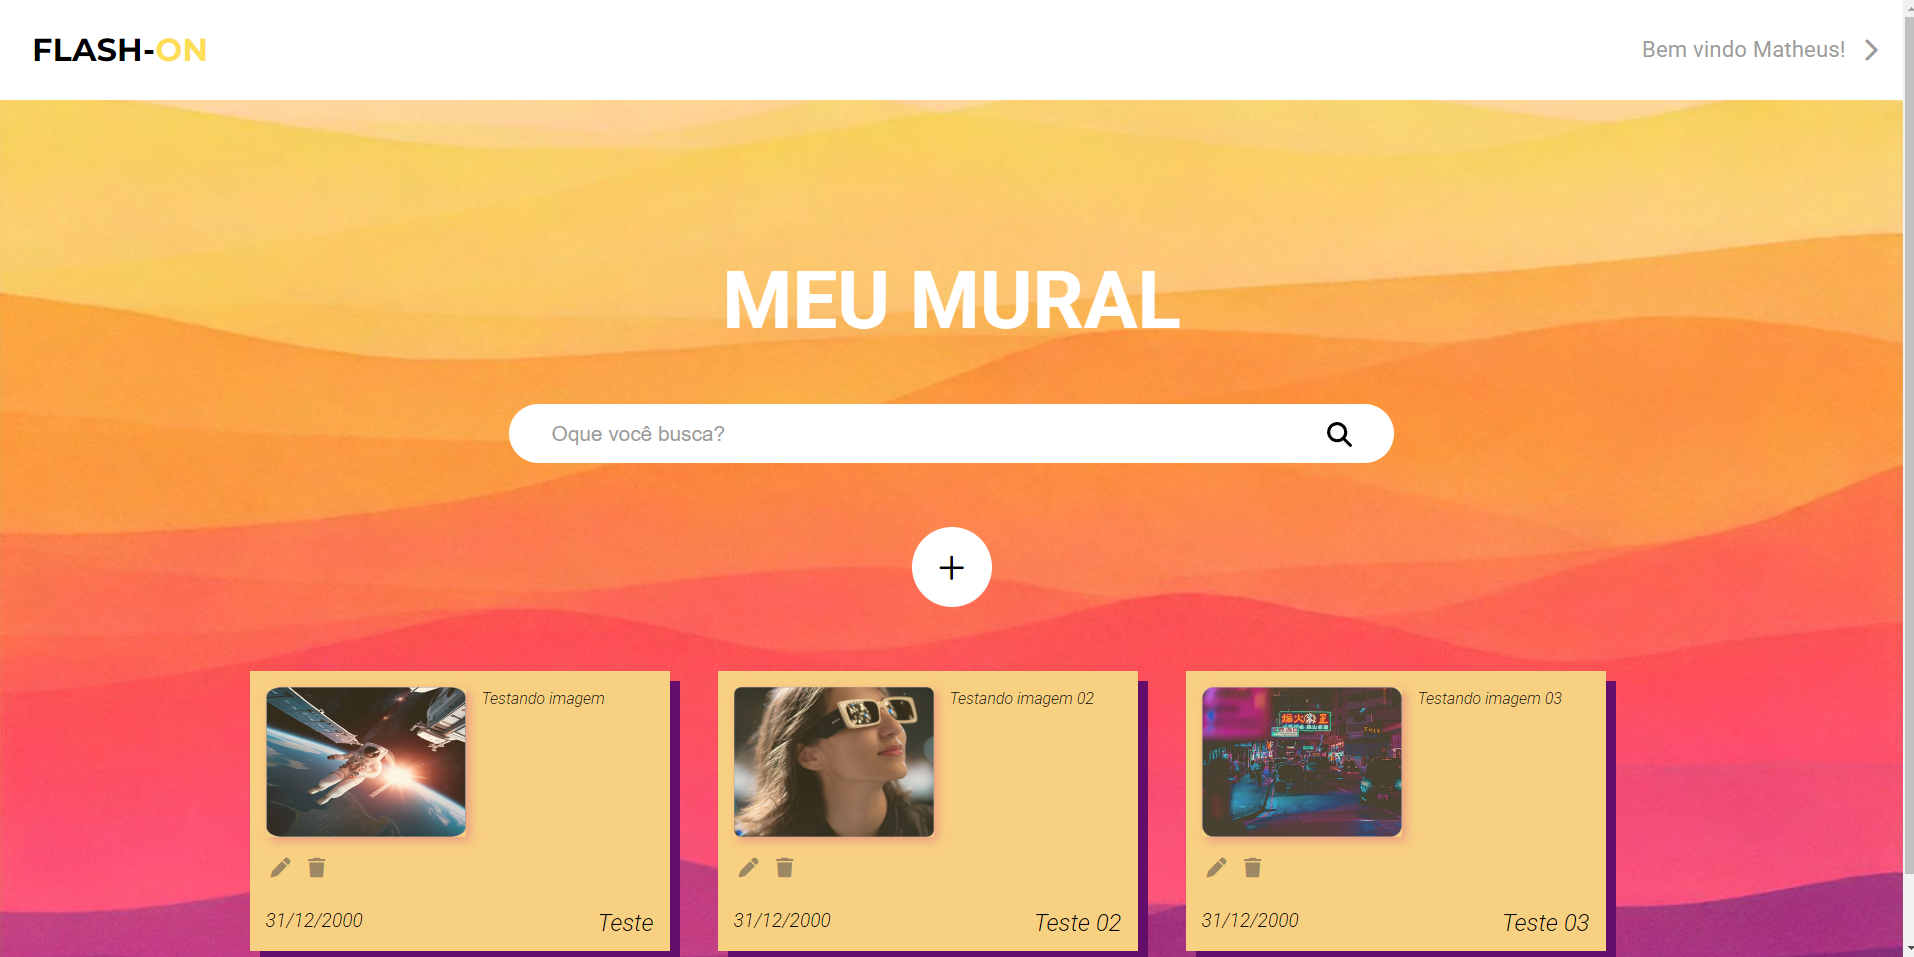 FLASH-ON
Bem vindo Matheus!
MEU MURAL
Oque você busca?
Testando imagem
Testando imagem 02
Testando imagem 03
31/12/2000
Teste
31/12/2000
Teste 02
31/12/2000
Teste 03